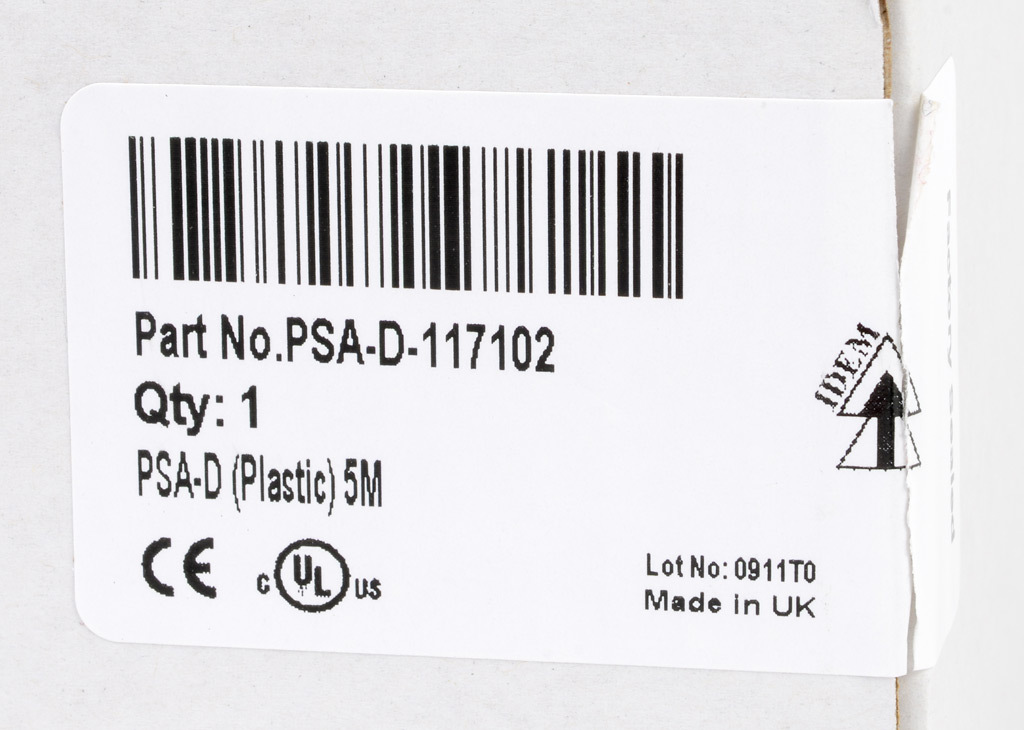 Part No.PSA-D-117102
Qty: 1
PSA-D (Plastic) 5M
CE
C UL US
IDEM
Lot No: 0911T0
Made in UK